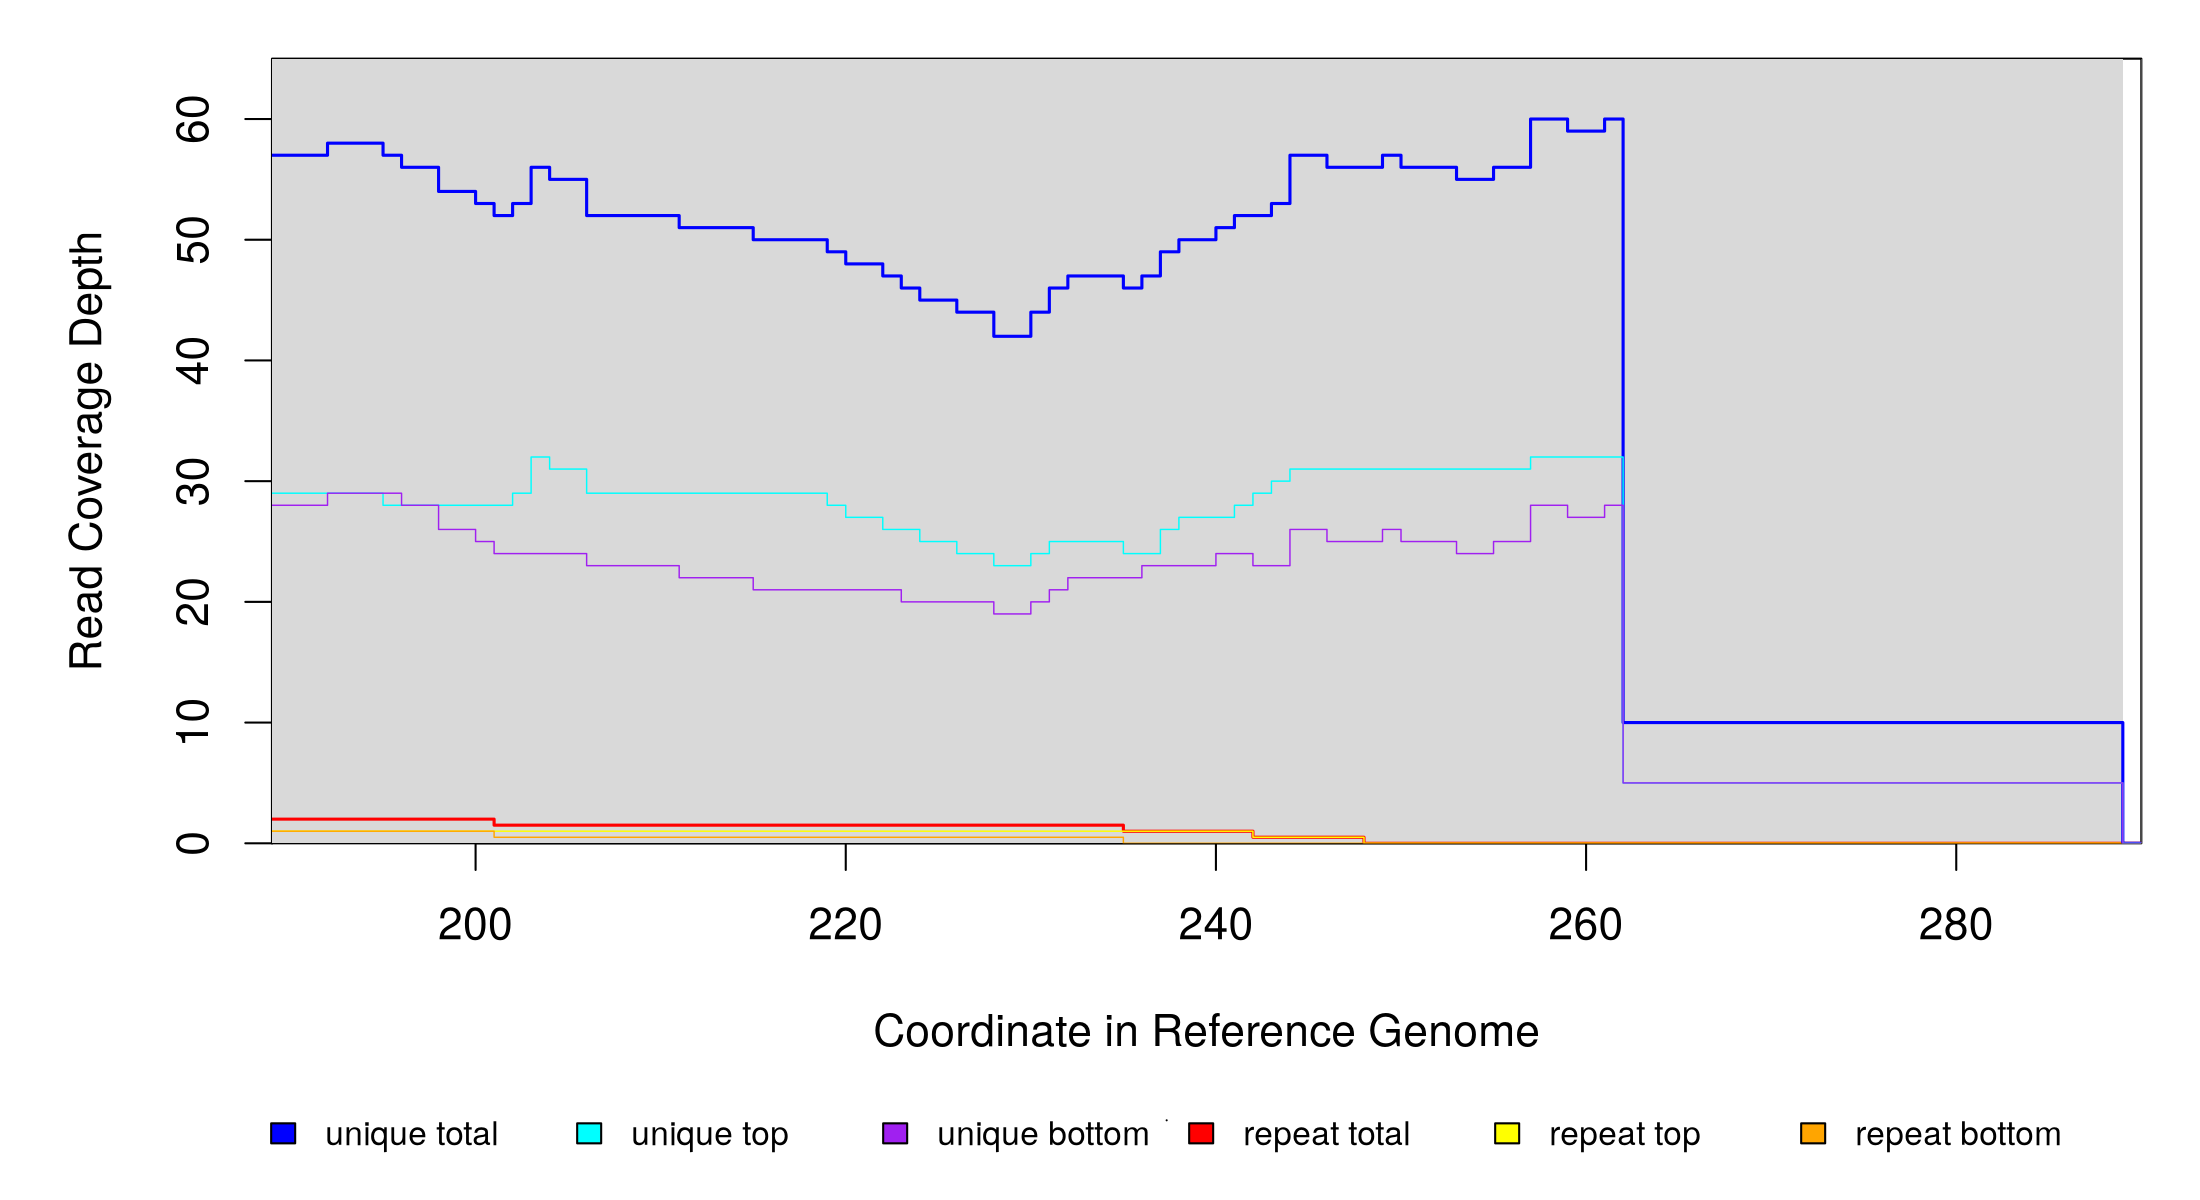 Read Coverage Depth
60
50
40
30
20
10
0
200 220 240 260 280
Coordinate in Reference Genome
unique total unique top unique bottom repeat total repeat top repeat bottom